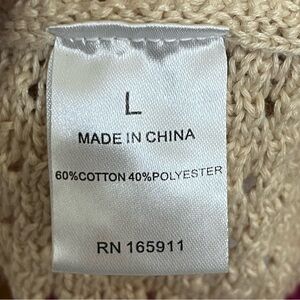 L
MADE IN CHINA
60%COTTON 40%POLYESTER
RN 165911